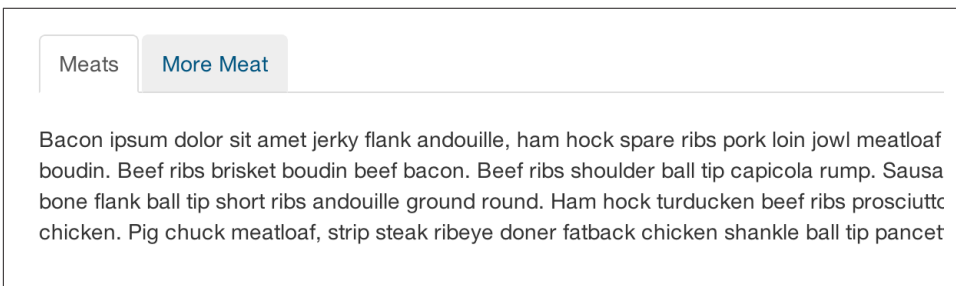 Meats
More Meat
Bacon ipsum dolor sit amet jerky flank andouille, ham hock spare ribs pork loin jowl meatloaf
boudin. Beef ribs brisket boudin beef bacon. Beef ribs shoulder ball tip capicola rump. Sausa
bone flank ball tip short ribs andouille ground round. Ham hock turducken beef ribs prosciutto
chicken. Pig chuck meatloaf, strip steak ribeye doner fatback chicken shankle ball tip pancet